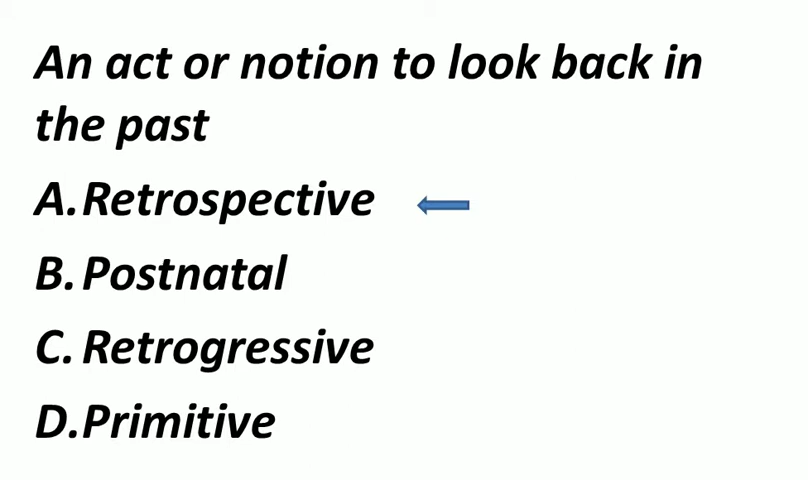 An act or notion to look back in
the past
A.Retrospective
B.Postnatal
C. Retrogressive
D.Primitive